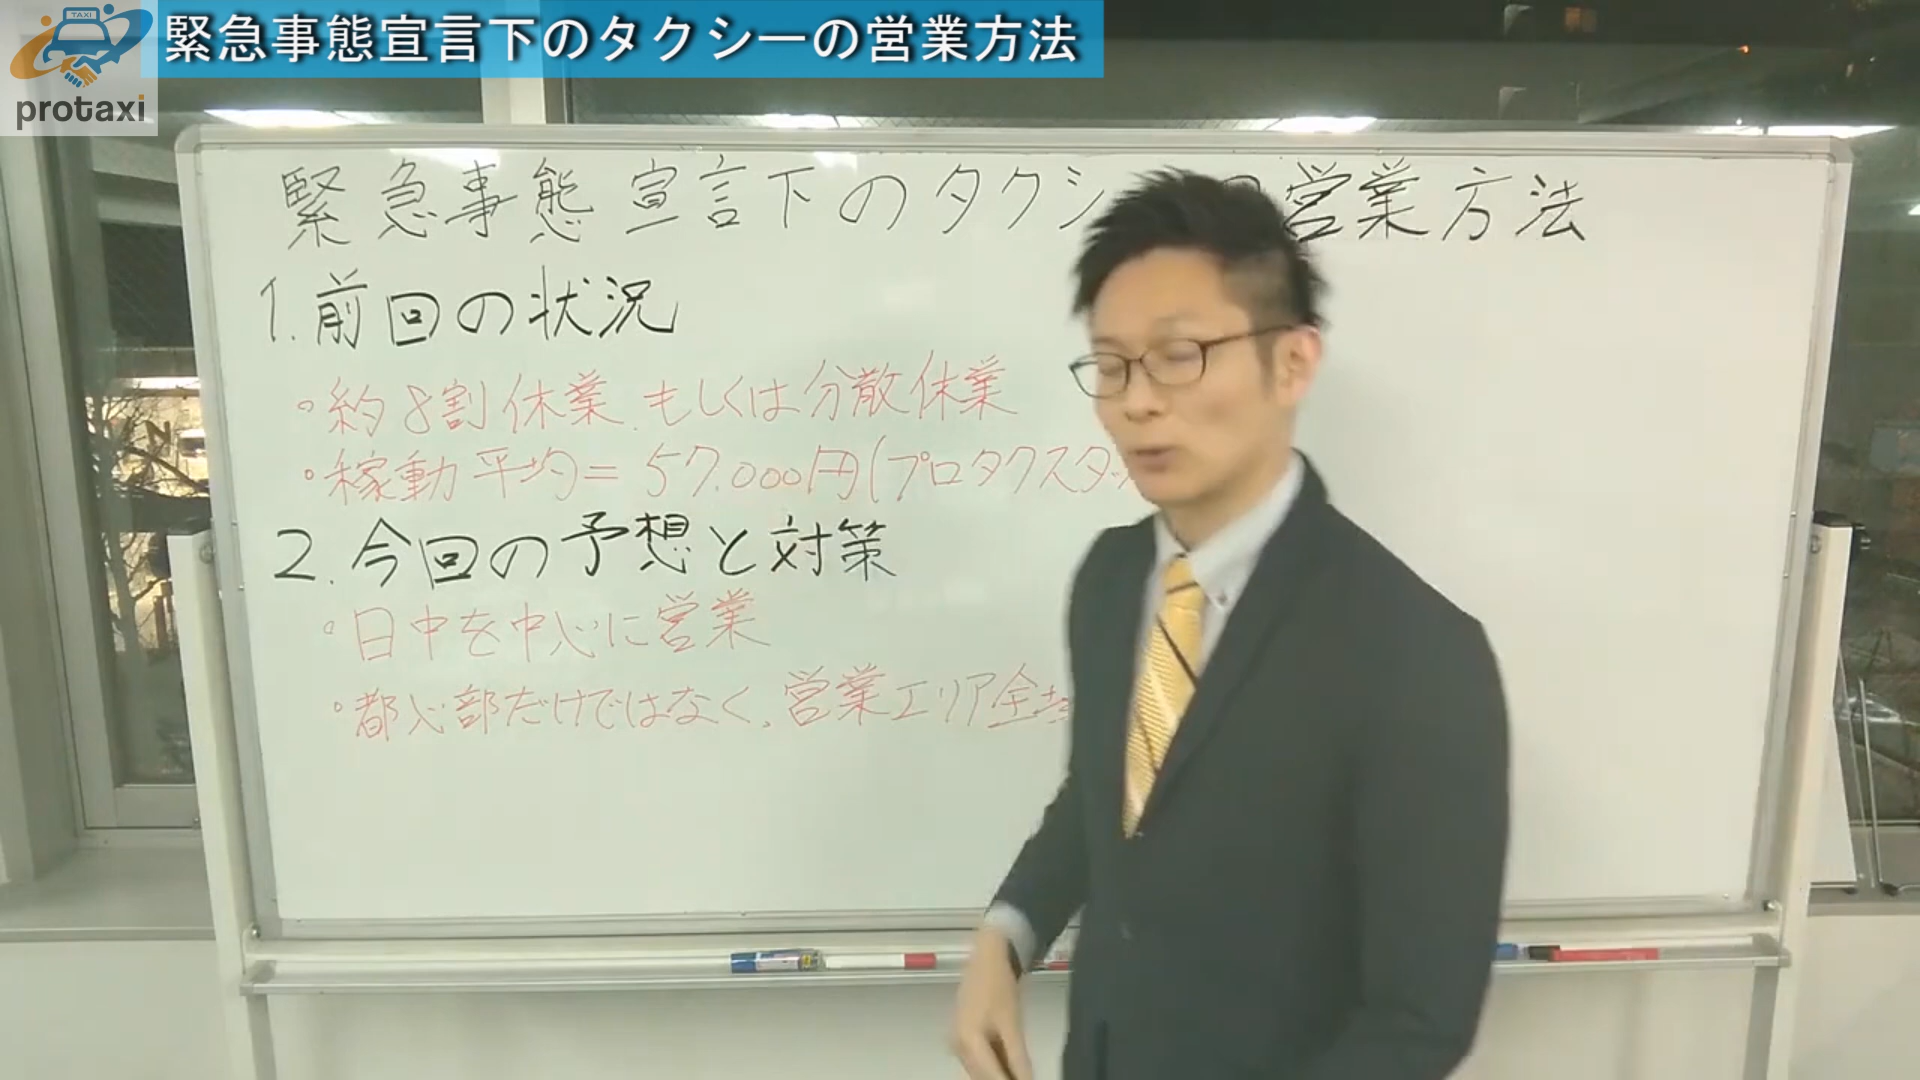 TAXI
protaxi
緊急事態宣言下のタクシーの営業方法
緊急事態宣言下のタクシ の営業方法
1.前回の状況
・約8割休業.もしくは分散休業
・稼動平均=57.000円(プロタクスタッ
2.今回の予想と対策
・日中を中心に営業
・都心部だけではなく、営業エリア全